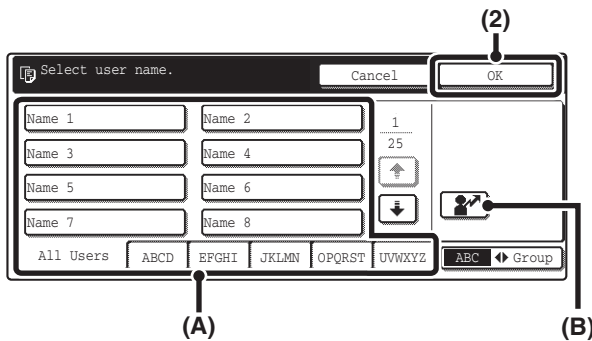 (2)
Select user name.
Cancel
OK
Name 1
Name 2
1
25
Name 3
Name 4
Name 5
Name 6
Name 7
Name 8
All Users
ABCD
EFGHI
JKLMN
OPQRST
UVWXYZ
ABC
Group
(A)
(B)